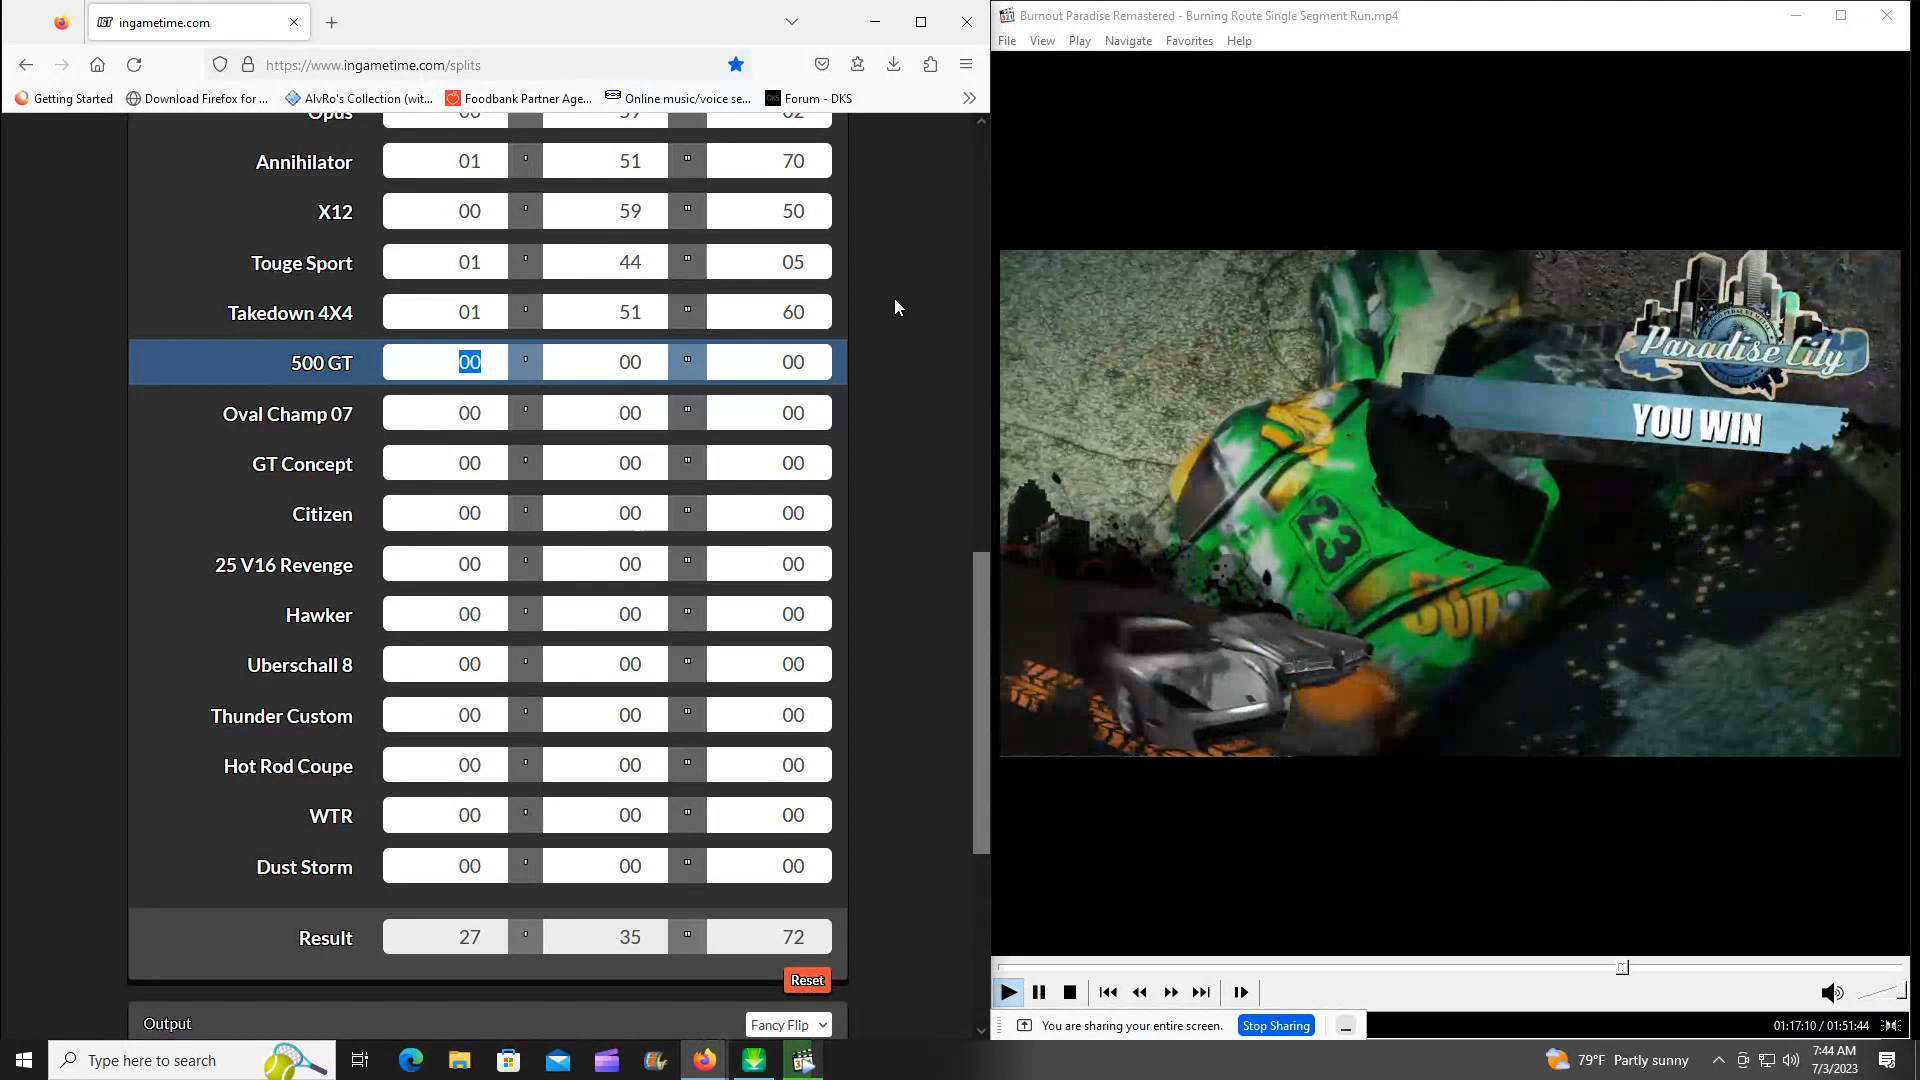 ingametime.com
https://www.ingametime.com/splits
Getting Started
Download Firefox for ...
AlvRo's Collection (wit...
Foodbank Partner Age...
Online music/voice se...
Forum - DKS
Opus
Annihilator 01 ' 51 " 70
X12 00 ' 59 " 50
Touge Sport 01 ' 44 " 05
Takedown 4X4 01 ' 51 " 60
500 GT 00 ' 00 " 00
Oval Champ 07 00 ' 00 " 00
GT Concept 00 ' 00 " 00
Citizen 00 ' 00 " 00
25 V16 Revenge 00 ' 00 " 00
Hawker 00 ' 00 " 00
Uberschall 8 00 ' 00 " 00
Thunder Custom 00 ' 00 " 00
Hot Rod Coupe 00 ' 00 " 00
WTR 00 ' 00 " 00
Dust Storm 00 ' 00 " 00
Result 27 ' 35 " 72
Reset
Output
Fancy Flip
Burnout Paradise Remastered - Burning Route Single Segment Run.mp4
File View Play Navigate Favorites Help
Paradise City
YOU WIN
23
500
You are sharing your entire screen.
Stop Sharing
01:17:10 / 01:51:44
Type here to search
79°F Partly sunny
7:44 AM
7/3/2023